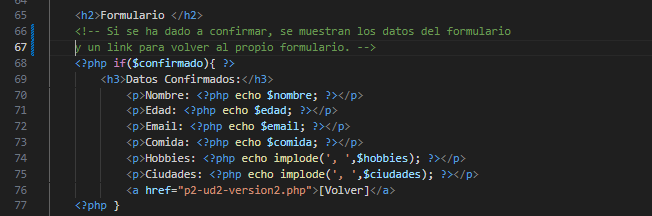 65 <h2>Formulario </h2>
66 <!-- Si se ha dado a confirmar, se muestran los datos del formulario
67 y un link para volver al propio formulario. -->
68 <?php if($confirmado){ ?>
69 <h3>Datos Confirmados:</h3>
70 <p>Nombre: <?php echo $nombre; ?></p>
71 <p>Edad: <?php echo $edad; ?></p>
72 <p>Email: <?php echo $email; ?></p>
73 <p>Comida: <?php echo $comida; ?></p>
74 <p>Hobbies: <?php echo implode(', ',$hobbies); ?></p>
75 <p>Ciudades: <?php echo implode(', ',$ciudades); ?></p>
76 <a href="p2-ud2-version2.php">[Volver]</a>
77 <?php }